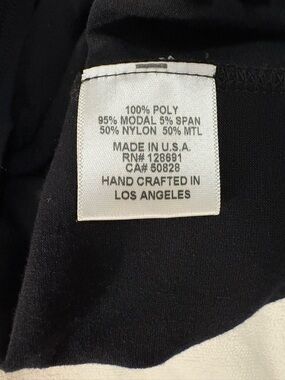 100% POLY
95% MODAL 5% SPAN
50% NYLON 50% MTL
MADE IN U.S.A.
RN# 128691
CA# 50828
HAND CRAFTED IN
LOS ANGELES